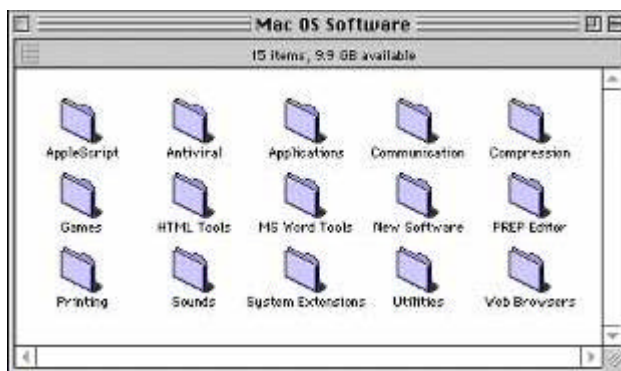 Mac OS Software
15 items, 9.9 GB available
AppleScript Antiviral Applications Communication Compression
Games HTML Tools MS Word Tools New Software PREP Editor
Printing Sounds System Extensions Utilities Web Browsers